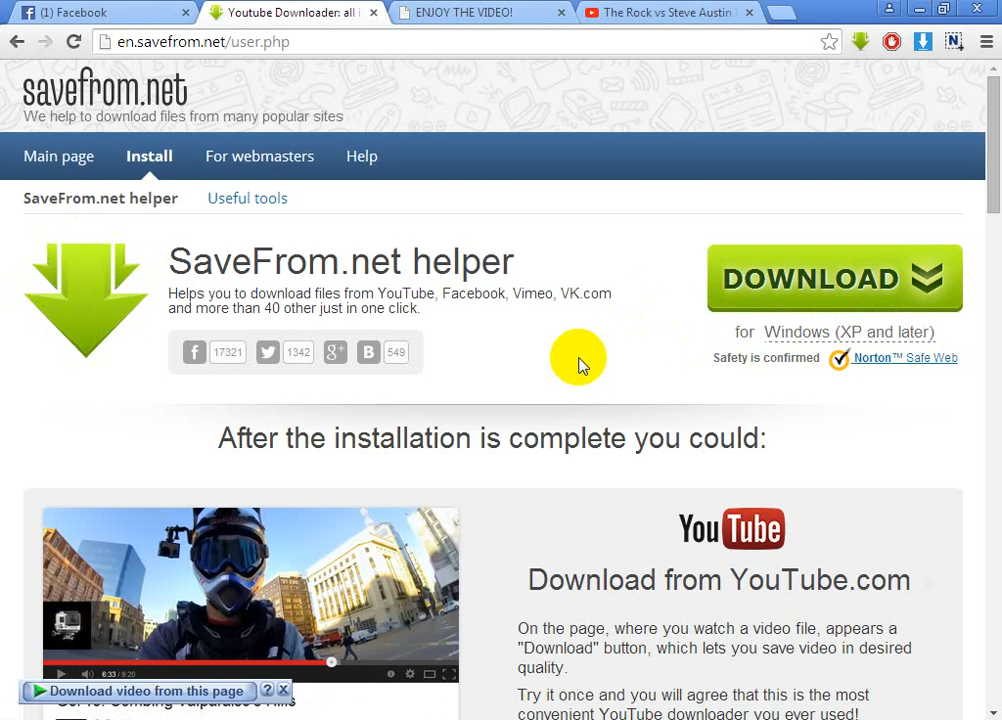 (1) Facebook
Youtube Downloader: all i
ENJOY THE VIDEO!
The Rock vs Steve Austin
en.savefrom.net/user.php
savefrom.net
We help to download files from many popular sites
Main page
Install
For webmasters
Help
SaveFrom.net helper
Useful tools
SaveFrom.net helper
Helps you to download files from YouTube, Facebook, Vimeo, VK.com
and more than 40 other just in one click.
17321
1342
549
DOWNLOAD
for Windows (XP and later)
Safety is confirmed Norton™ Safe Web
After the installation is complete you could:
YouTube
Download from YouTube.com
On the page, where you watch a video file, appears a
"Download" button, which lets you save video in desired
quality.
Try it once and you will agree that this is the most
convenient YouTube downloader you ever used!
6:33 / 9:20
Download video from this page